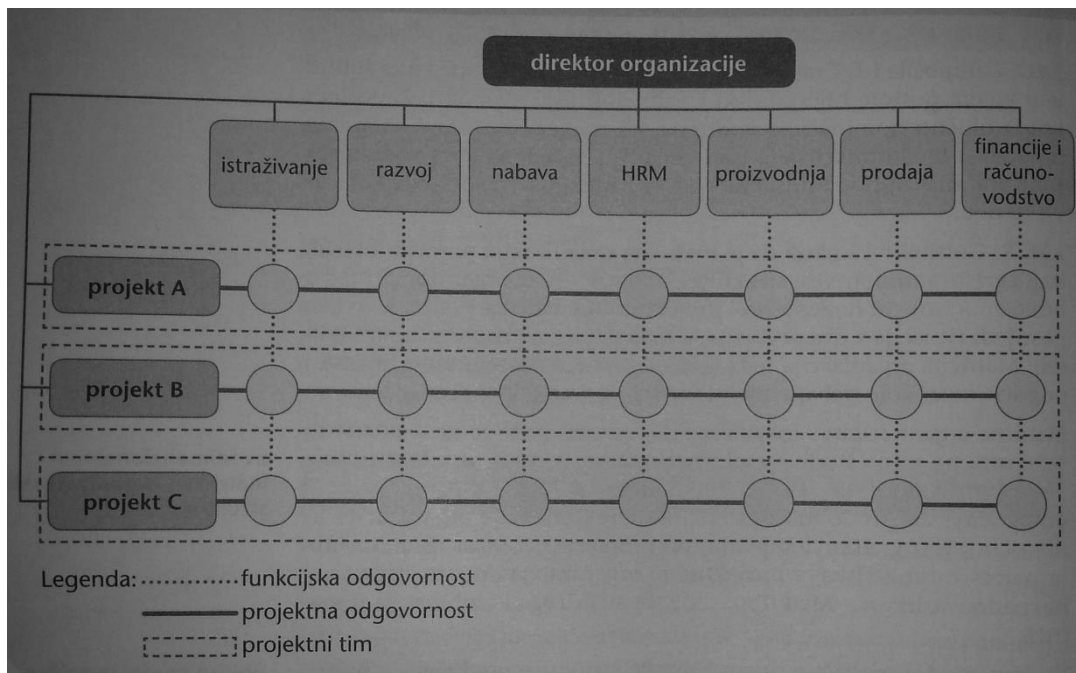 direktor organizacije
istraživanje
razvoj
nabava
HRM
proizvodnja
prodaja
financije i
računo-
vodstvo
projekt A
projekt B
projekt C
Legenda: funkcijska odgovornost
projektna odgovornost
projektni tim